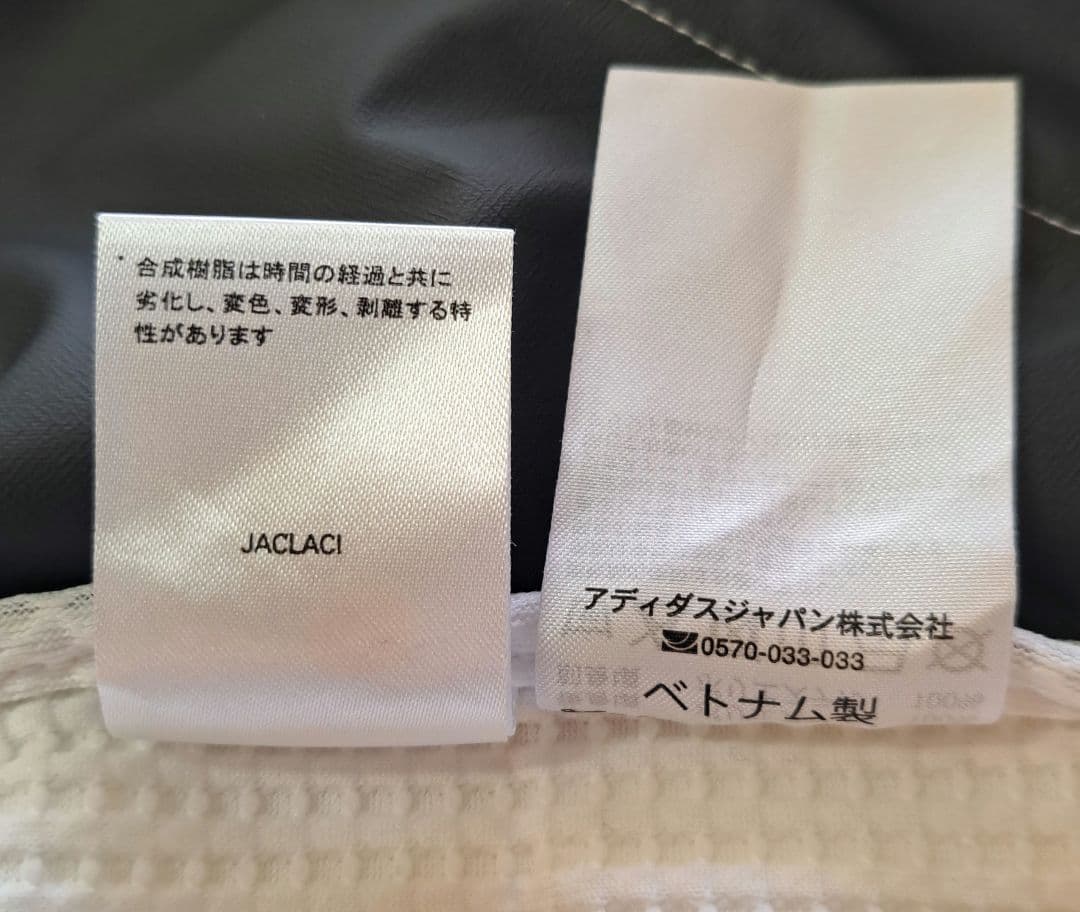 ・合成樹脂は時間の経過と共に
劣化し、変色、変形、剥離する特
性があります
JACLACI
アディダスジャパン株式会社
0570-033-033
ベトナム製